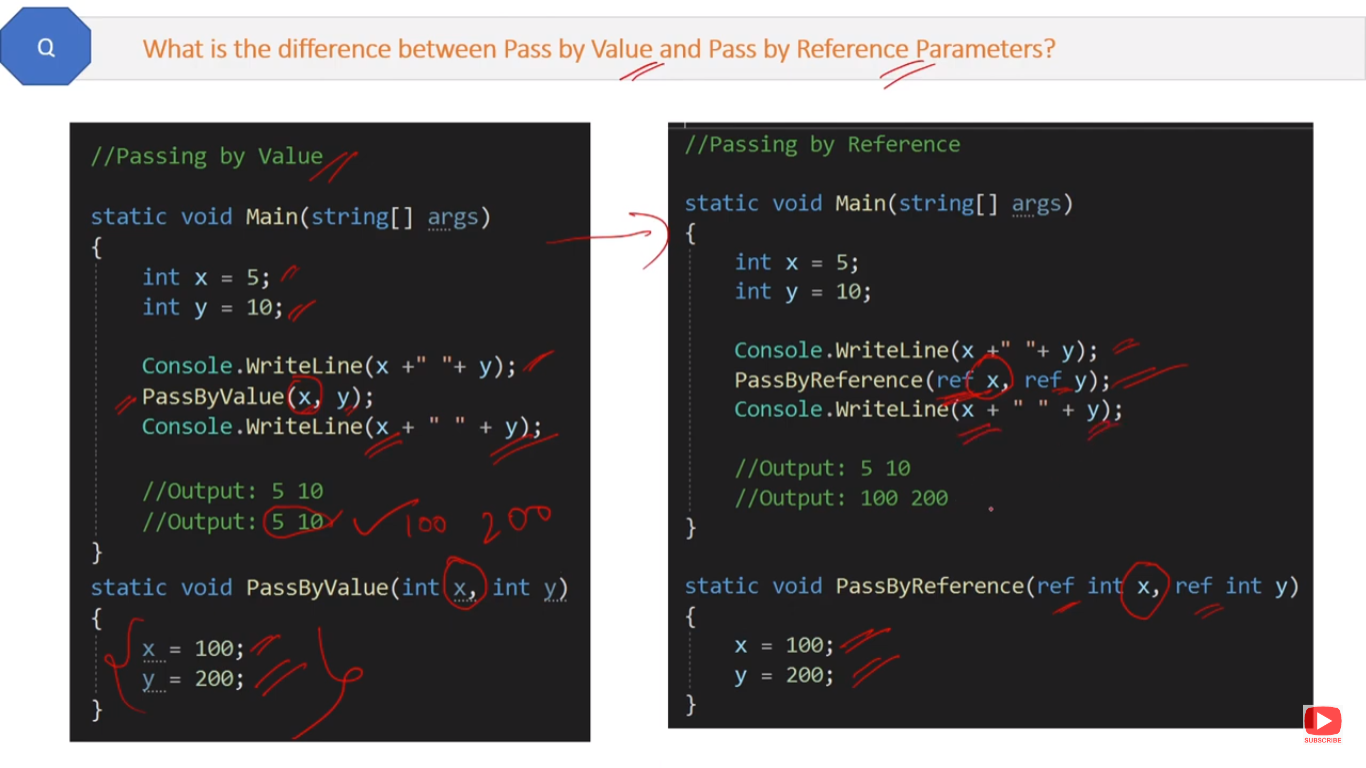 Q
What is the difference between Pass by Value and Pass by Reference Parameters?
//Passing by Value
static void Main(string[] args)
{
int x = 5;
int y = 10;
Console.WriteLine(x +" "+ y);
PassByValue(x, y);
Console.WriteLine(x + " " + y);
//Output: 5 10
//Output: 5 10
100 200
}
static void PassByValue(int x, int y)
{
x = 100;
y = 200;
}
//Passing by Reference
static void Main(string[] args)
{
int x = 5;
int y = 10;
Console.WriteLine(x +" "+ y);
PassByReference(ref x, ref y);
Console.WriteLine(x + " " + y);
//Output: 5 10
//Output: 100 200
}
static void PassByReference(ref int x, ref int y)
{
x = 100;
y = 200;
}
SUBSCRIBE